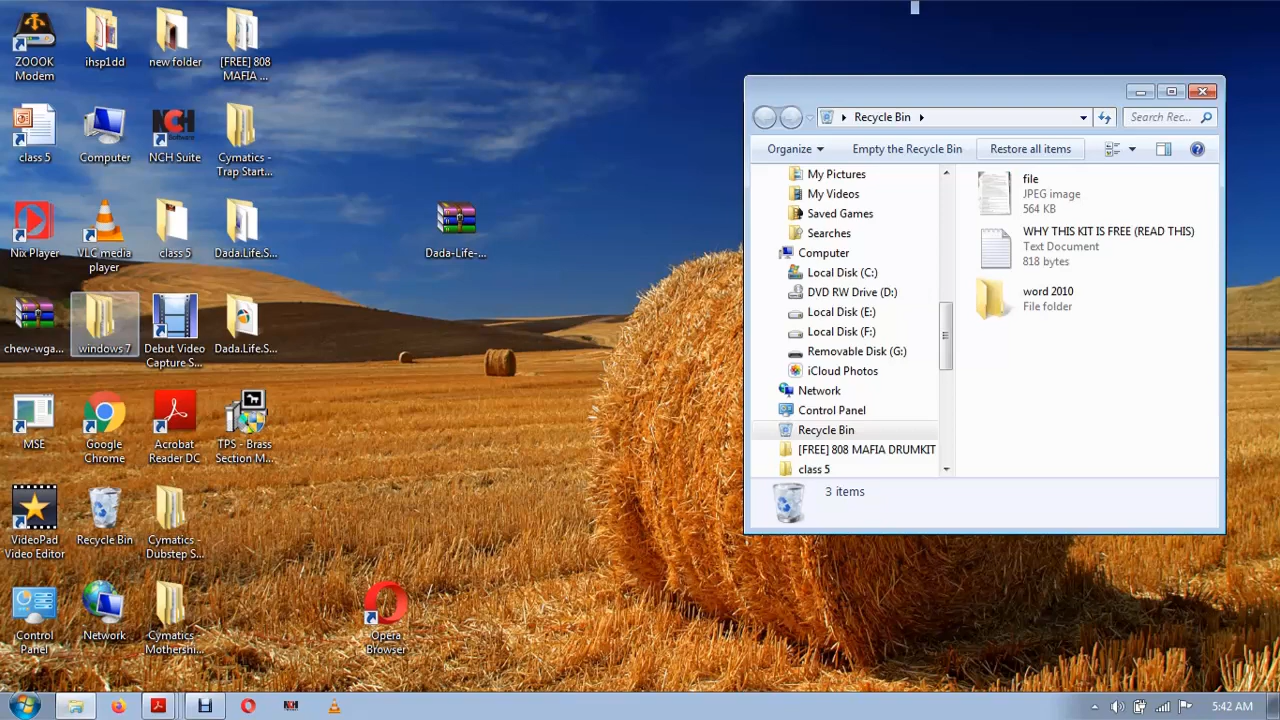 ZOOOK
Modem
ihsp1dd
new folder
[FREE] 808
MAFIA ...
class 5
Computer
NCH
Software
NCH Suite
Cymatics -
Trap Start...
Nix Player
VLC media
player
class 5
Dada.Life.S...
Dada-Life-...
chew-wga...
windows 7
Debut Video
Capture S...
Dada.Life.S...
MSE
Google
Chrome
Acrobat
Reader DC
TPS - Brass
Section M...
VideoPad
Video Editor
Recycle Bin
Cymatics -
Dubstep S...
Control
Panel
Network
Cymatics -
Mothershi...
Opera
Browser
Recycle Bin
Search Rec...
Organize
Empty the Recycle Bin
Restore all items
My Pictures
My Videos
Saved Games
Searches
Computer
Local Disk (C:)
DVD RW Drive (D:)
Local Disk (E:)
Local Disk (F:)
Removable Disk (G:)
iCloud Photos
Network
Control Panel
Recycle Bin
[FREE] 808 MAFIA DRUMKIT
class 5
file
JPEG image
564 KB
WHY THIS KIT IS FREE (READ THIS)
Text Document
818 bytes
word 2010
File folder
3 items
NCH
5:42 AM